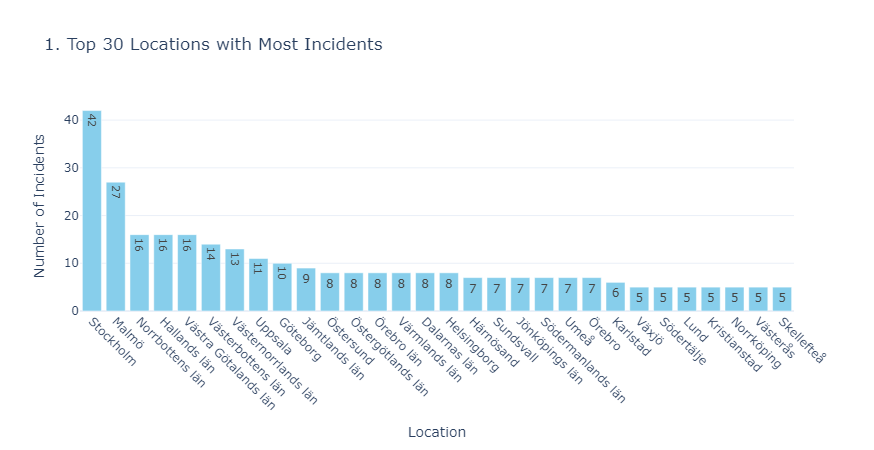 1. Top 30 Locations with Most Incidents
Number of Incidents
40
30
20
10
0
42
27
16
16
16
14
13
11
10
9
8
8
8
8
8
8
7
7
7
7
7
7
6
5
5
5
5
5
5
5
Stockholm
Malmö
Norrbottens län
Hallands län
Västra Götalands län
Västerbottens län
Västernorrlands län
Uppsala
Göteborg
Jämtlands län
Östersund
Östergötlands län
Örebro län
Värmlands län
Dalarnas län
Helsingborg
Härnösand
Sundsvall
Jönköpings län
Södermanlands län
Umeå
Örebro
Karlstad
Växjö
Södertälje
Lund
Kristianstad
Norrköping
Västerås
Skellefteå
Location